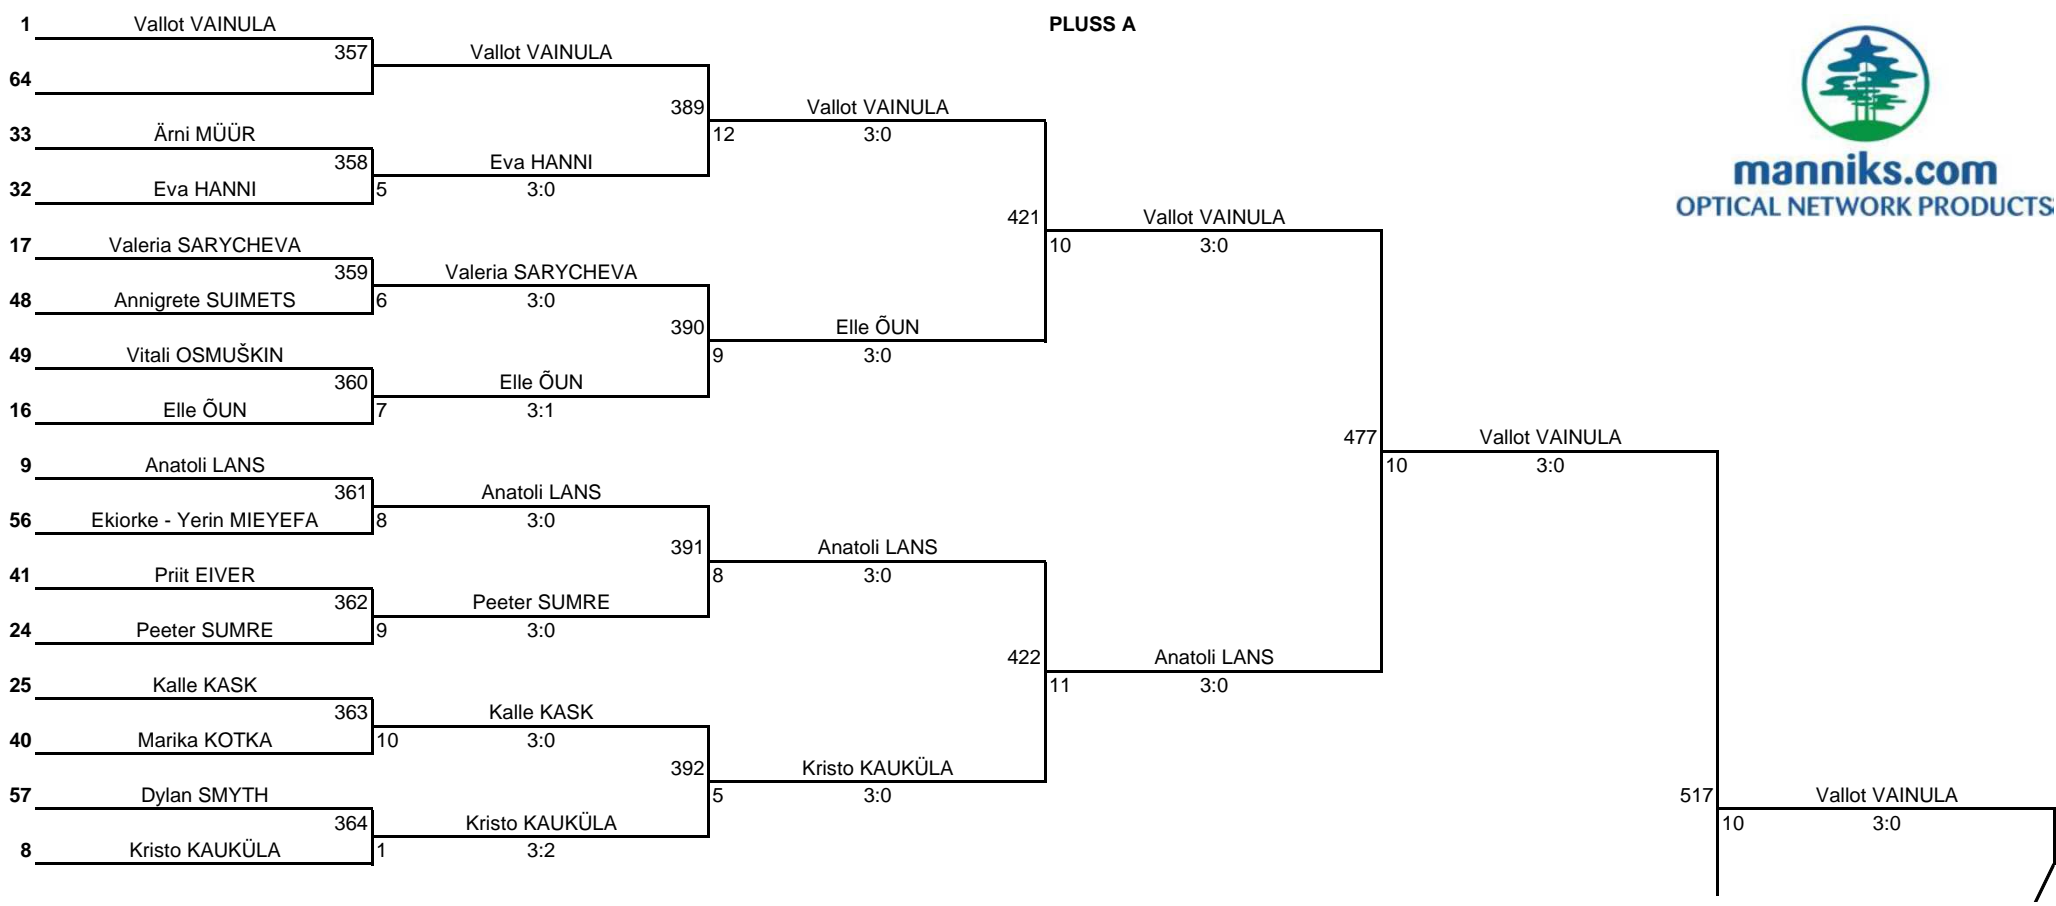 1 Vallot VAINULA PLUSS A
357 Vallot VAINULA
64
389 Vallot VAINULA
33 Ärni MÜÜR 12 3:0
358 Eva HANNI
32 Eva HANNI 5 3:0
manniks.com
OPTICAL NETWORK PRODUCTS
421 Vallot VAINULA
17 Valeria SARYCHEVA 10 3:0
359 Valeria SARYCHEVA
48 Annigrete SUIMETS 6 3:0
390 Elle ÕUN
49 Vitali OSMUŠKIN 9 3:0
360 Elle ÕUN
16 Elle ÕUN 7 3:1
477 Vallot VAINULA
9 Anatoli LANS 10 3:0
361 Anatoli LANS
56 Ekiorke - Yerin MIEYEFA 8 3:0
391 Anatoli LANS
41 Priit EIVER 8 3:0
362 Peeter SUMRE
24 Peeter SUMRE 9 3:0
422 Anatoli LANS
25 Kalle KASK 11 3:0
363 Kalle KASK
40 Marika KOTKA 10 3:0
392 Kristo KAUKÜLA
57 Dylan SMYTH 5 3:0 517 Vallot VAINULA
364 Kristo KAUKÜLA 10 3:0
8 Kristo KAUKÜLA 1 3:2